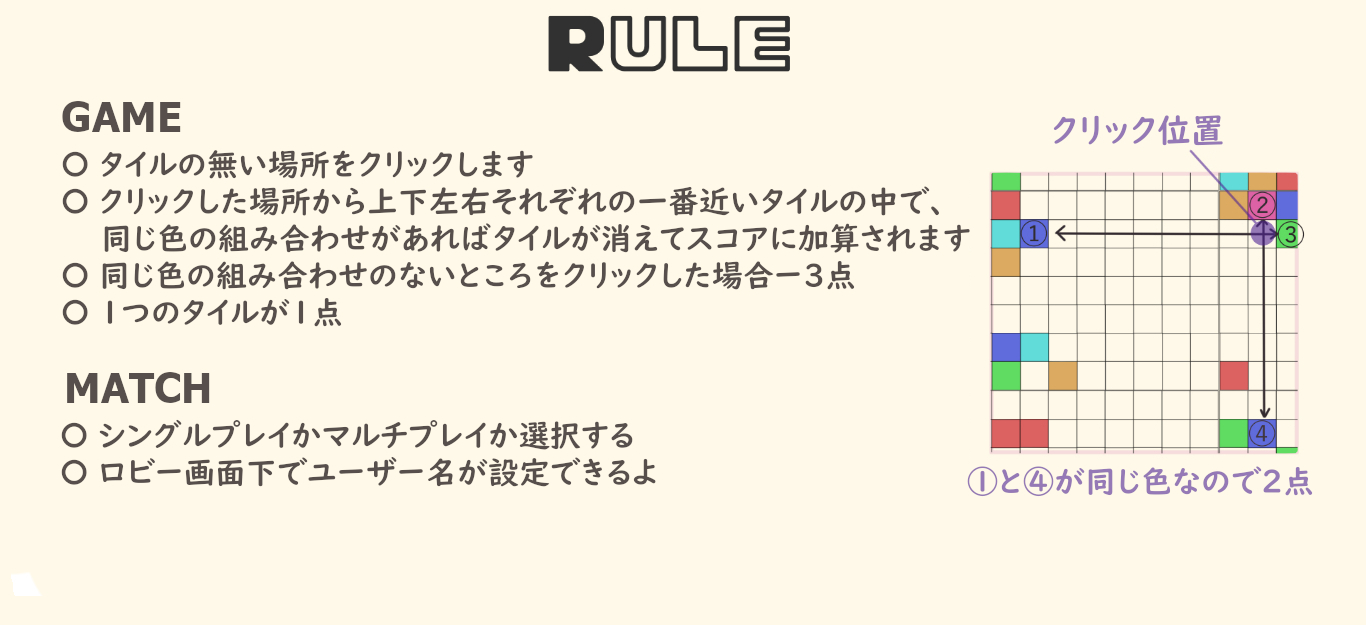 RULE
GAME
○ タイルの無い場所をクリックします
○ クリックした場所から上下左右それぞれの一番近いタイルの中で、
同じ色の組み合わせがあればタイルが消えてスコアに加算されます
○ 同じ色の組み合わせのないところをクリックした場合ー3点
○ 1つのタイルが1点
MATCH
○ シングルプレイかマルチプレイか選択する
○ ロビー画面下でユーザー名が設定できるよ
クリック位置
②
① ③
④
①と④が同じ色なので2点